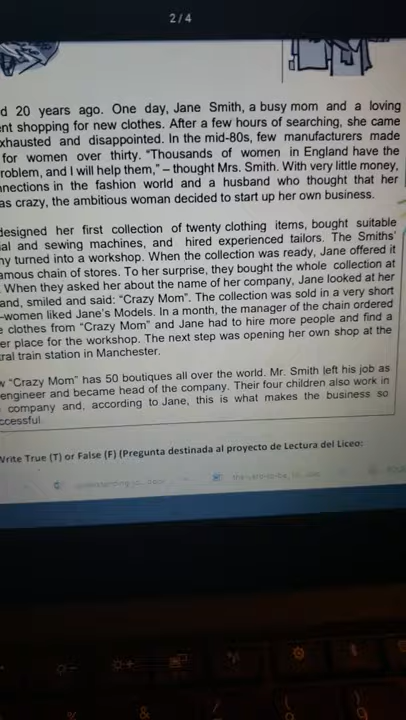 2/4
d 20 years ago. One day, Jane Smith, a busy mom and a loving
nt shopping for new clothes. After a few hours of searching, she came
xhausted and disappointed. In the mid-80s, few manufacturers made
for women over thirty. “Thousands of women in England have the
roblem, and I will help them,” – thought Mrs. Smith. With very little money,
nnections in the fashion world and a husband who thought that her
as crazy, the ambitious woman decided to start up her own business.
designed her first collection of twenty clothing items, bought suitable
ial and sewing machines, and hired experienced tailors. The Smiths’
ny turned into a workshop. When the collection was ready, Jane offered it
amous chain of stores. To her surprise, they bought the whole collection at
. When they asked her about the name of her company, Jane looked at her
and, smiled and said: “Crazy Mom”. The collection was sold in a very short
–women liked Jane’s Models. In a month, the manager of the chain ordered
e clothes from “Crazy Mom” and Jane had to hire more people and find a
er place for the workshop. The next step was opening her own shop at the
tral train station in Manchester.
w “Crazy Mom” has 50 boutiques all over the world. Mr. Smith left his job as
engineer and became head of the company. Their four children also work in
company and, according to Jane, this is what makes the business so
ccessful.
Write True (T) or False (F) (Pregunta destinada al proyecto de Lectura del Liceo: